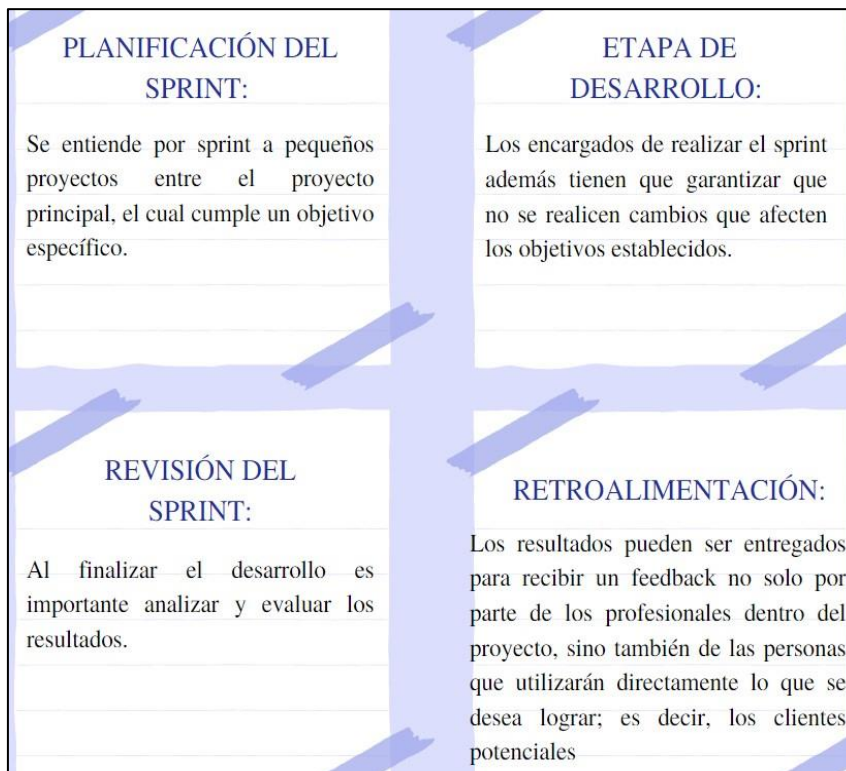 PLANIFICACIÓN DEL
SPRINT:
Se entiende por sprint a pequeños
proyectos entre el proyecto
principal, el cual cumple un objetivo
específico.
ETAPA DE
DESARROLLO:
Los encargados de realizar el sprint
además tienen que garantizar que
no se realicen cambios que afecten
los objetivos establecidos.
REVISIÓN DEL
SPRINT:
Al finalizar el desarrollo es
importante analizar y evaluar los
resultados.
RETROALIMENTACIÓN:
Los resultados pueden ser entregados
para recibir un feedback no solo por
parte de los profesionales dentro del
proyecto, sino también de las personas
que utilizarán directamente lo que se
desea lograr; es decir, los clientes
potenciales